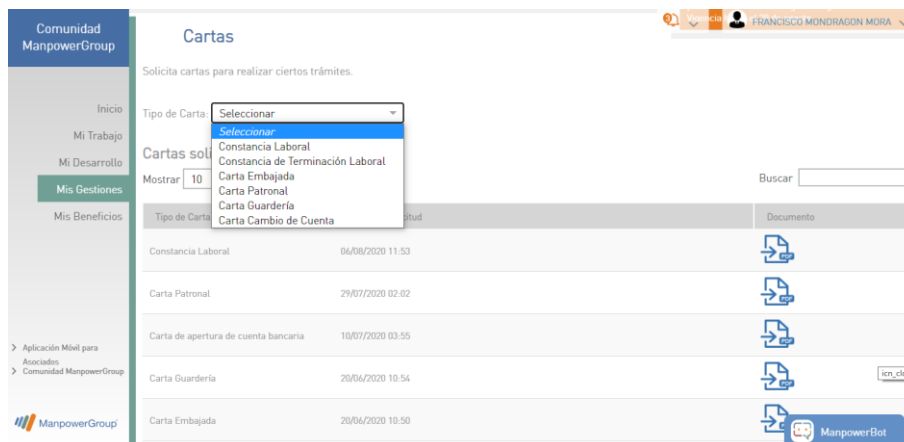 Comunidad
ManpowerGroup
Cartas
FRANCISCO MONDRAGON MORA
Solicita cartas para realizar ciertos trámites.
Inicio
Mi Trabajo
Mi Desarrollo
Mis Gestiones
Mis Beneficios
Tipo de Carta: Seleccionar
Seleccionar
Constancia Laboral
Constancia de Terminación Laboral
Carta Embajada
Carta Patronal
Carta Guardería
Carta Cambio de Cuenta
Cartas
Mostrar 10
Buscar
Tipo de Carta
Documento
Constancia Laboral 06/08/2020 11:53 PDF
Carta Patronal 29/07/2020 02:02 PDF
Carta de apertura de cuenta bancaria 10/07/2020 03:55 PDF
Carta Guardería 20/06/2020 10:54 PDF
Carta Embajada 20/06/2020 10:50
Aplicación Móvil para
Asociados
Comunidad ManpowerGroup
ManpowerGroup
ManpowerBot